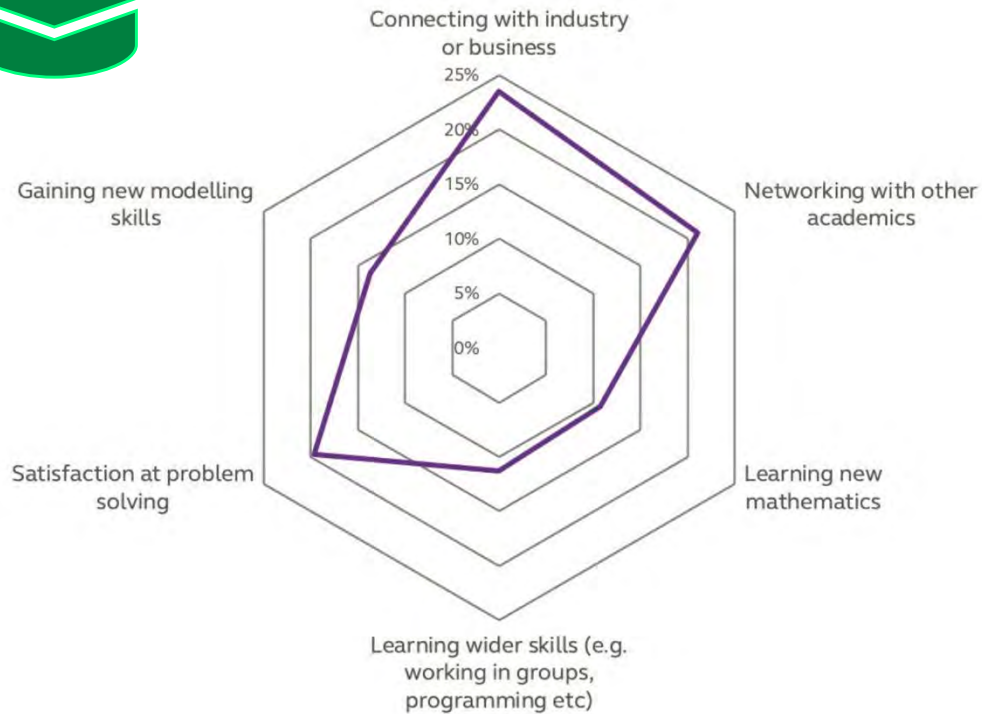 Connecting with industry
or business
25%
20%
15%
10%
5%
0%
Gaining new modelling
skills
Networking with other
academics
Satisfaction at problem
solving
Learning new
mathematics
Learning wider skills (e.g.
working in groups,
programming etc)